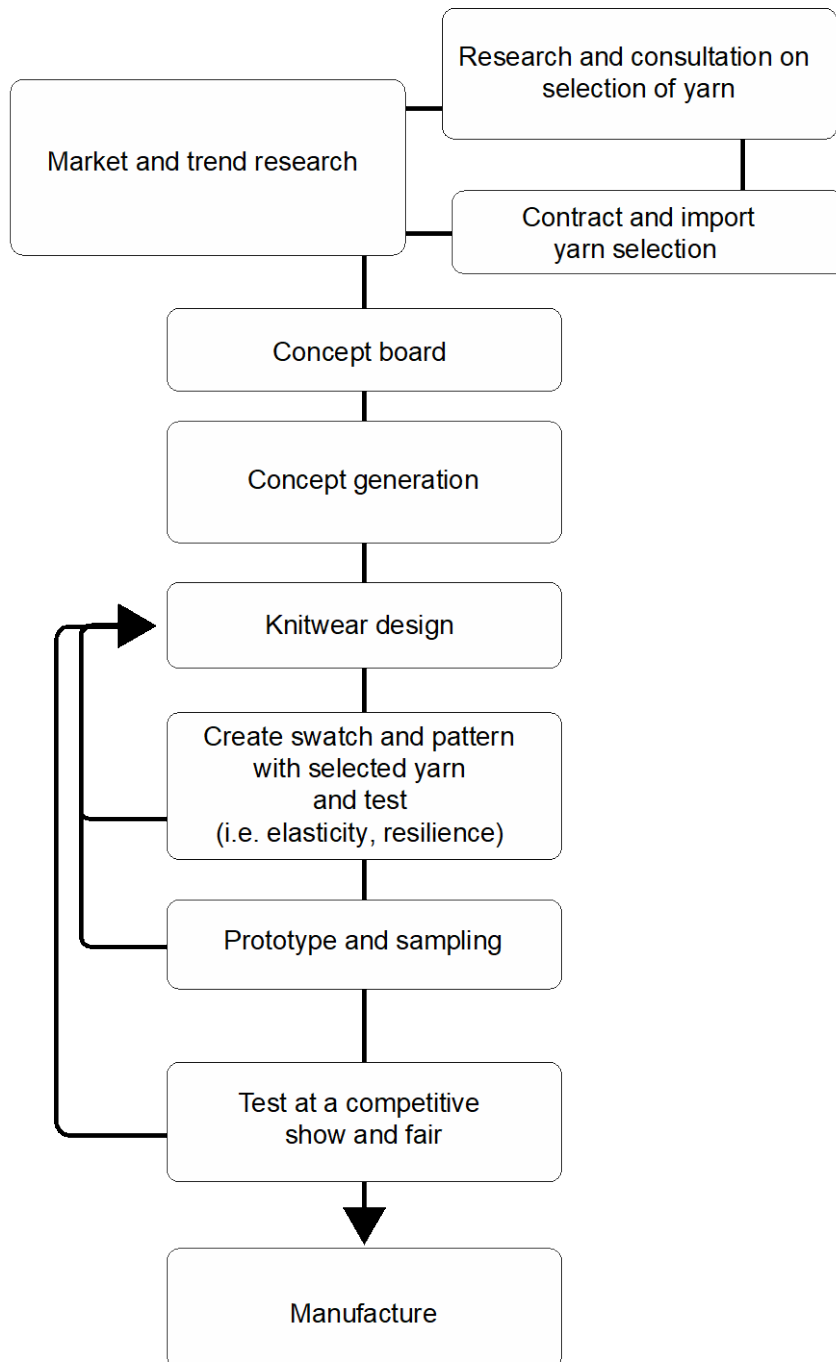 Research and consultation on
selection of yarn
Market and trend research
Contract and import
yarn selection
Concept board
Concept generation
Knitwear design
Create swatch and pattern
with selected yarn
and test
(i.e. elasticity, resilience)
Prototype and sampling
Test at a competitive
show and fair
Manufacture